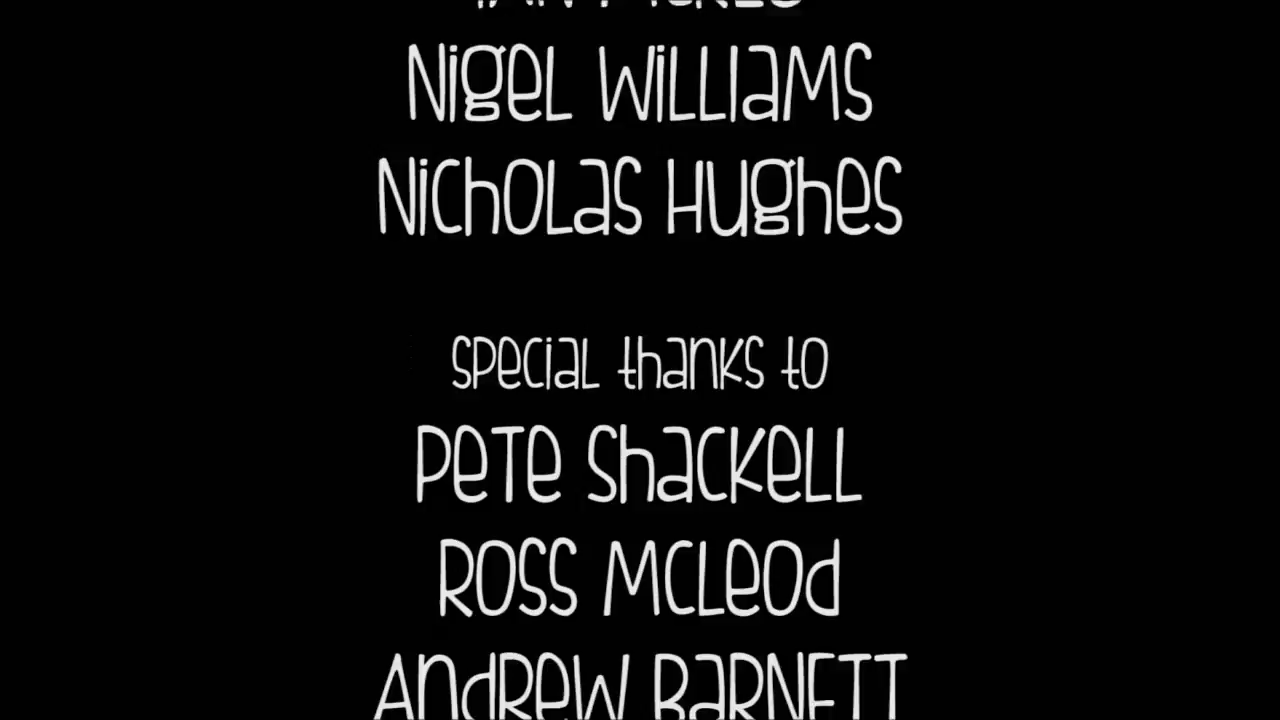 Nigel Williams
Nicholas Hughes
special thanks to
Pete Shackell
Ross McLeod
Andrew Barnett